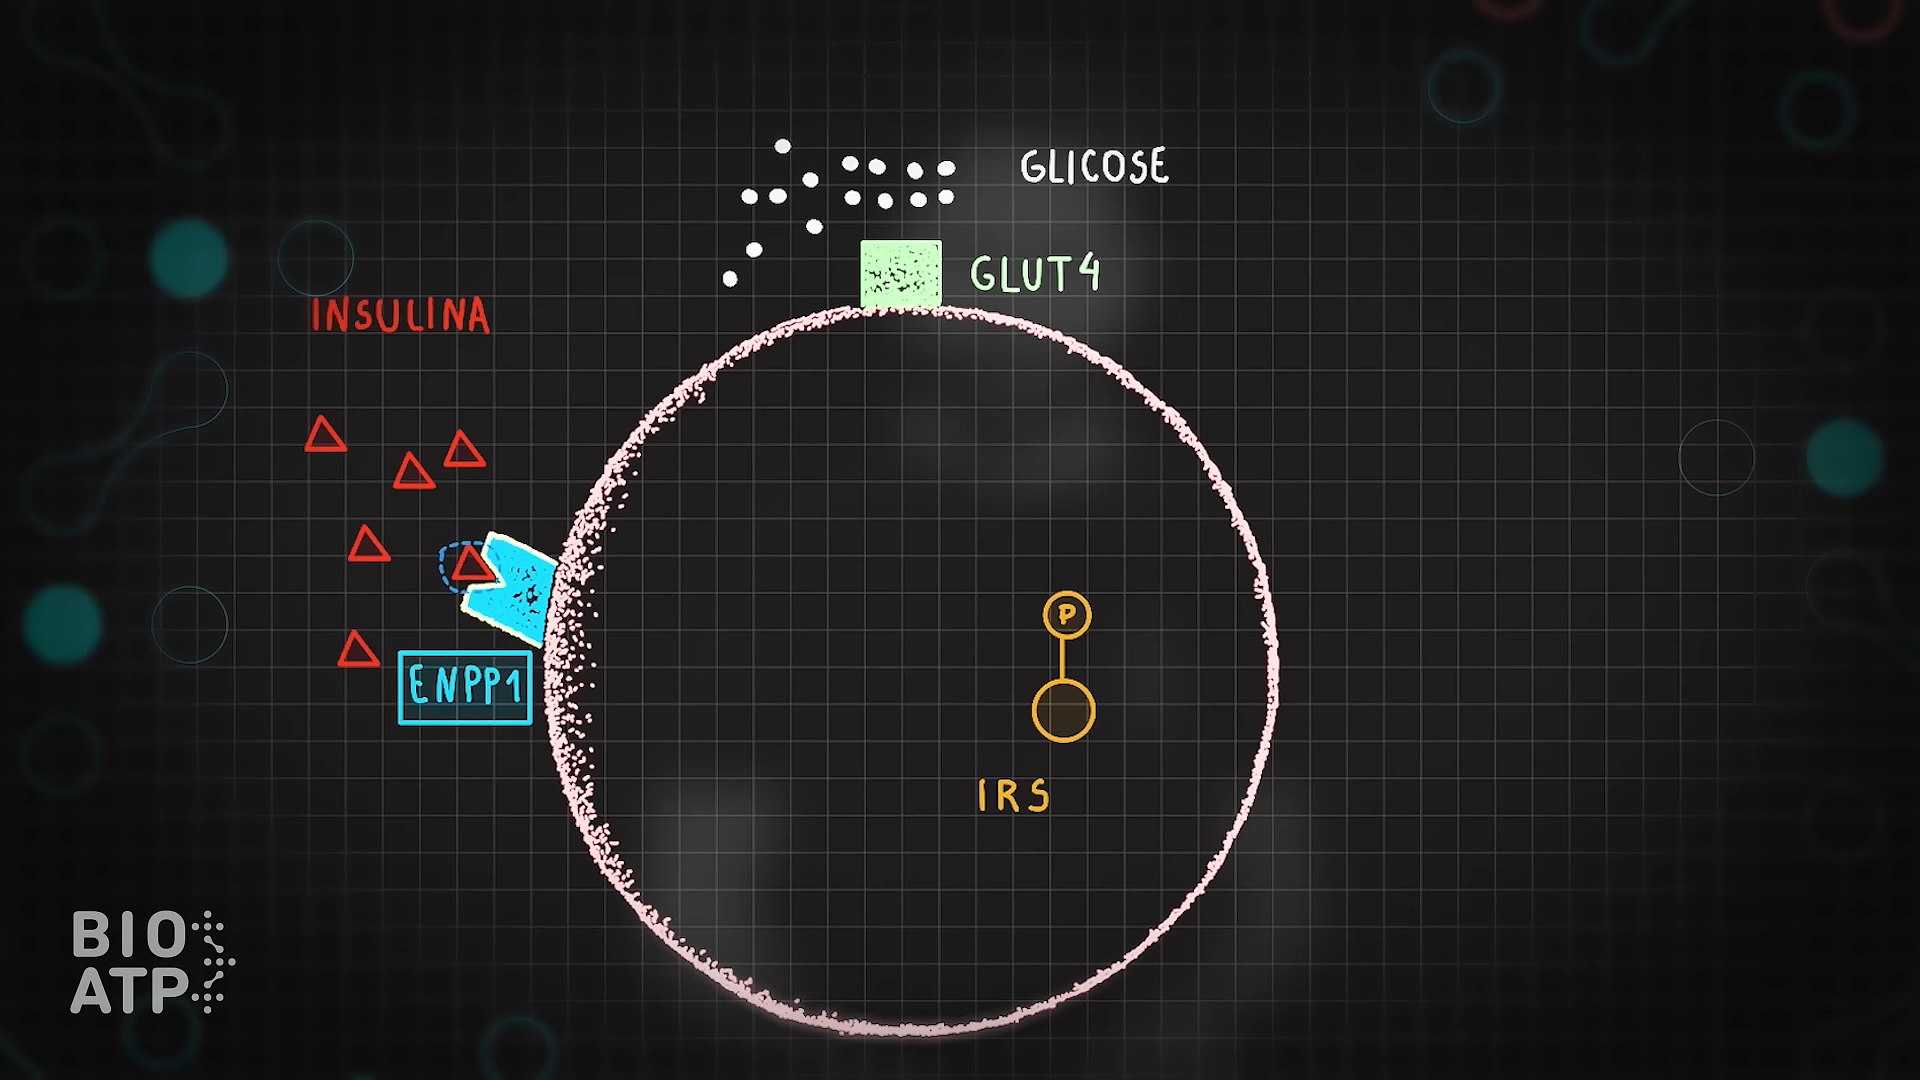 GLICOSE
GLUT4
INSULINA
P
ENPP1
IRS
BIO
ATP